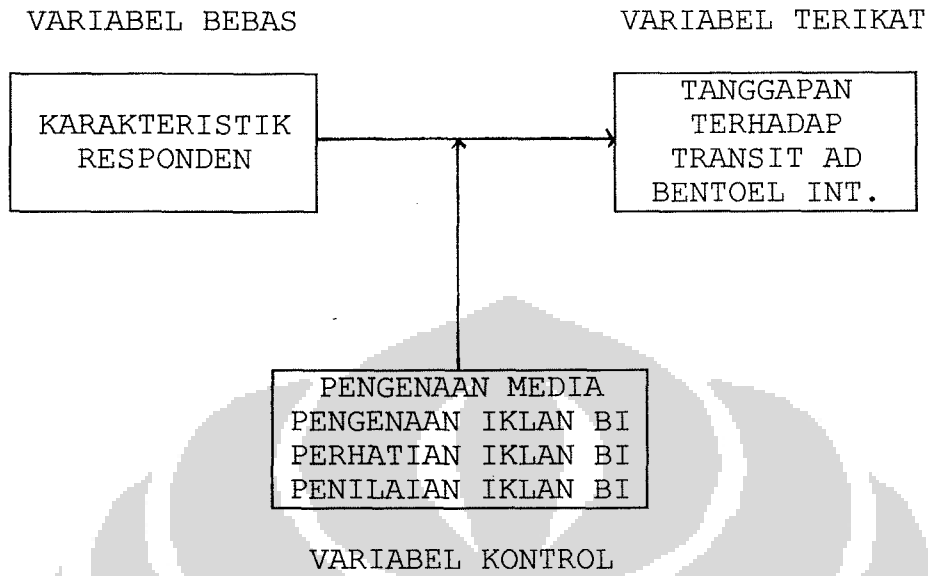 VARIABEL BEBAS
VARIABEL TERIKAT
KARAKTERISTIK
RESPONDEN
TANGGAPAN
TERHADAP
TRANSIT AD
BENTOEL INT.
PENGENAAN MEDIA
PENGENAAN IKLAN BI
PERHATIAN IKLAN BI
PENILAIAN IKLAN BI
VARIABEL KONTROL